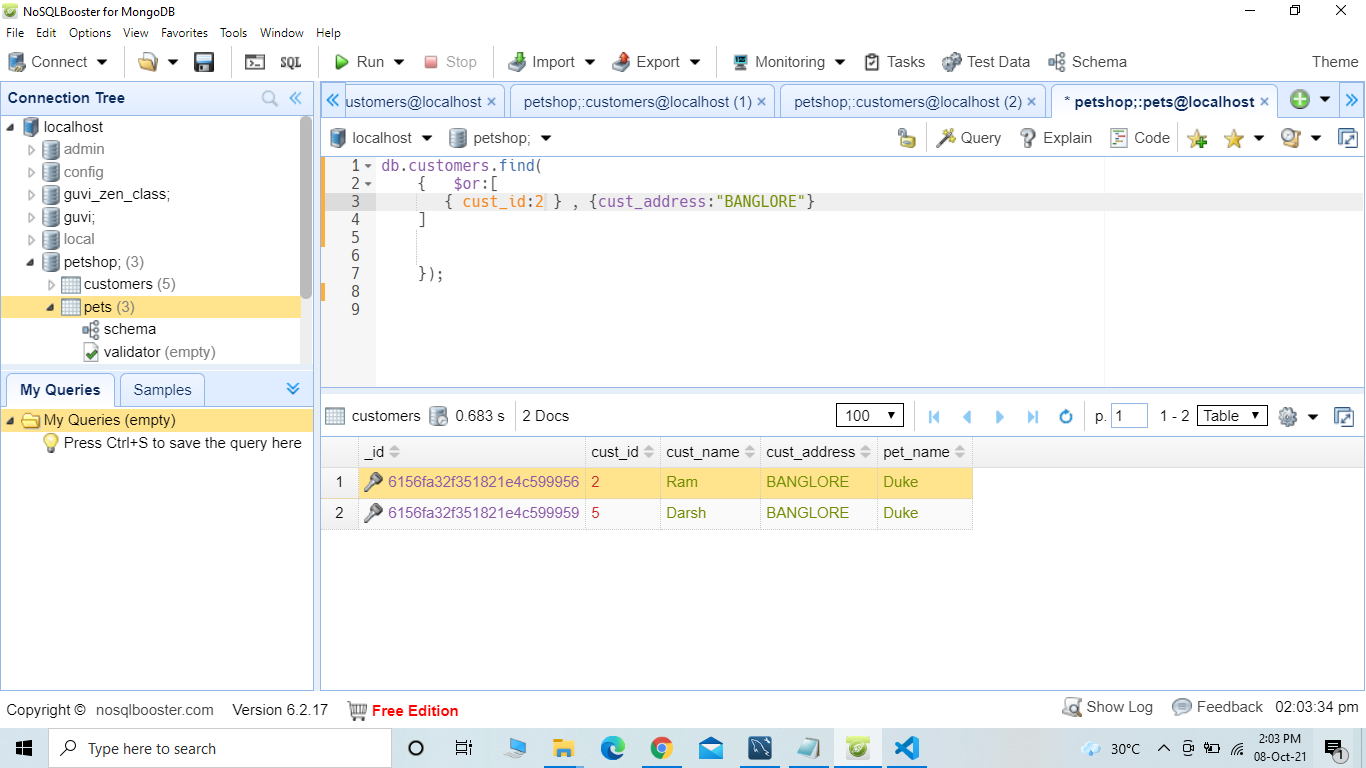 NoSQLBooster for MongoDB
File Edit Options View Favorites Tools Window Help
Connect SQL Run Stop Import Export Monitoring Tasks Test Data Schema Theme
Connection Tree
localhost
admin
config
guvi_zen_class;
guvi;
local
petshop; (3)
customers (5)
pets (3)
schema
validator (empty)
My Queries Samples
My Queries (empty)
Press Ctrl+S to save the query here
ustomers@localhost petshop;:customers@localhost (1) petshop;:customers@localhost (2) * petshop;:pets@localhost
localhost petshop; Query Explain Code
1 db.customers.find(
2 { $or:[
3 { cust_id:2 } , {cust_address:"BANGLORE"}
4 ]
5
6
7 });
8
9
customers 0.683 s 2 Docs 100 p. 1 1 - 2 Table
_id cust_id cust_name cust_address pet_name
1 6156fa32f351821e4c599956 2 Ram BANGLORE Duke
2 6156fa32f351821e4c599959 5 Darsh BANGLORE Duke
Copyright © nosqlbooster.com Version 6.2.17 Free Edition Show Log Feedback 02:03:34 pm
Type here to search 30°C 2:03 PM
08-Oct-21 1